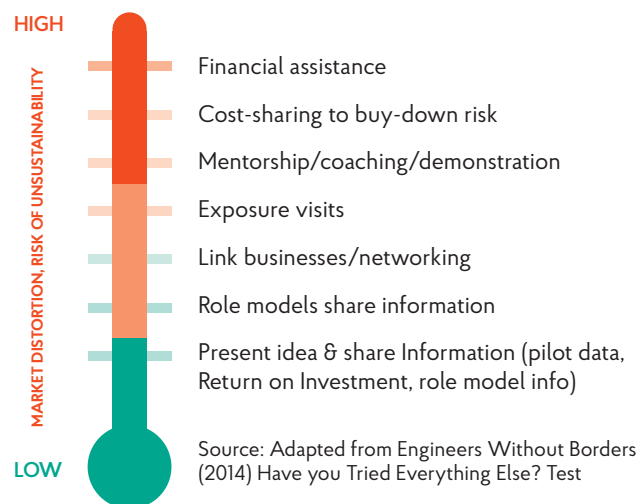 HIGH
MARKET DISTORTION, RISK OF UNSUSTAINABILITY
Financial assistance
Cost-sharing to buy-down risk
Mentorship/coaching/demonstration
Exposure visits
Link businesses/networking
Role models share information
Present idea & share Information (pilot data,
Return on Investment, role model info)
LOW
Source: Adapted from Engineers Without Borders
(2014) Have you Tried Everything Else? Test